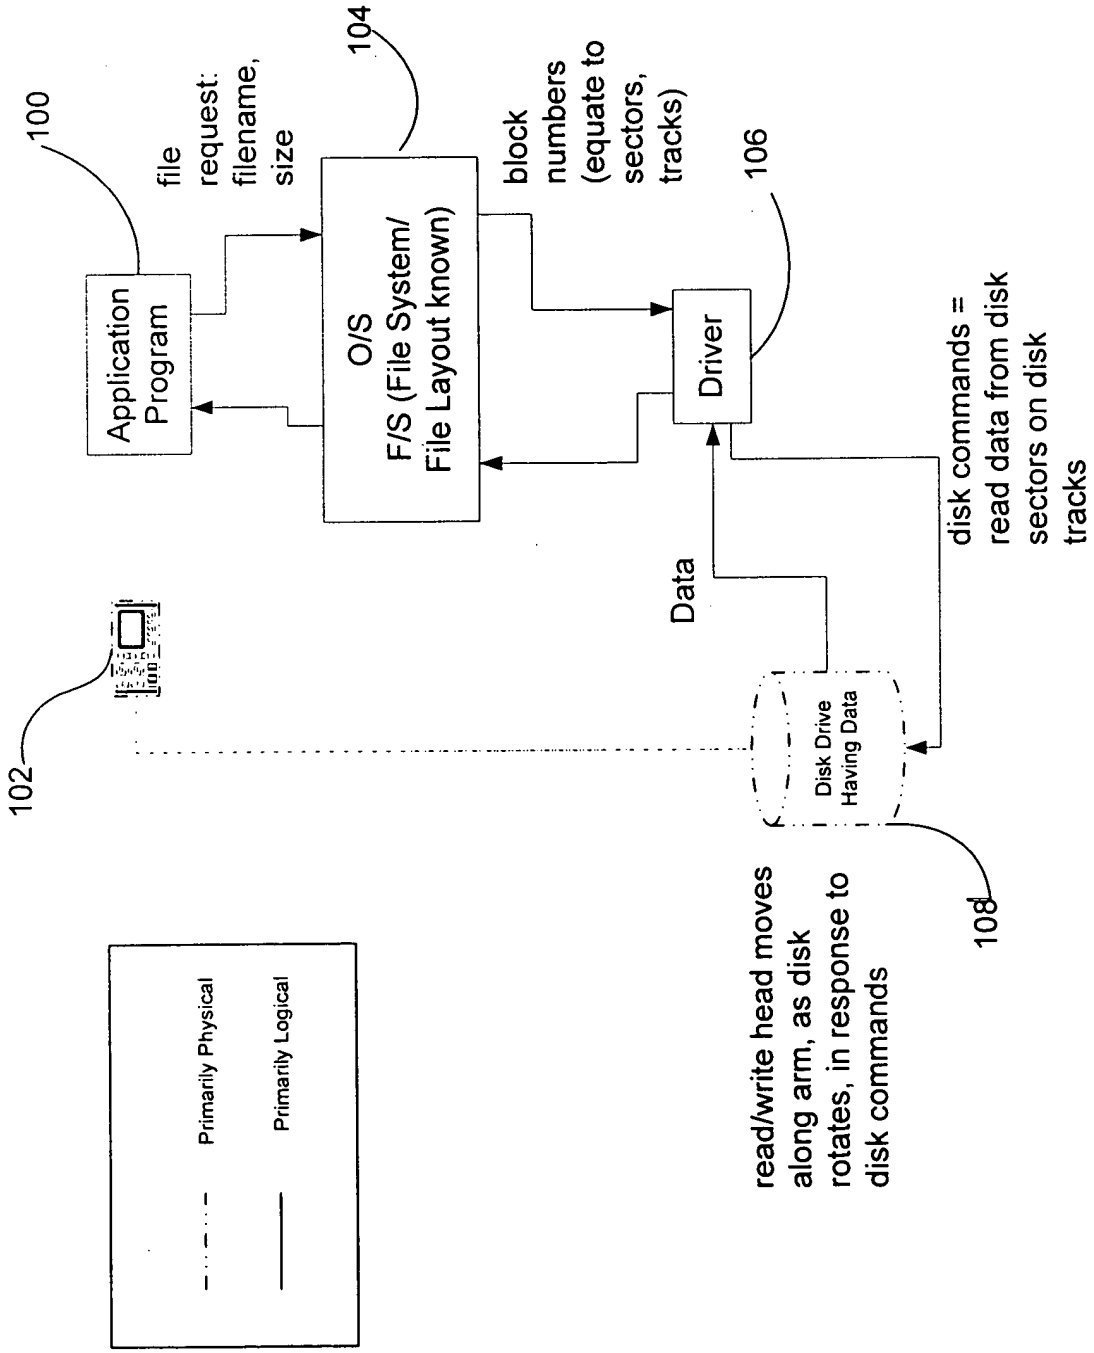 100
Application
Program
file
request:
filename,
size
102
104
O/S
F/S (File System/
File Layout known)
block
numbers
(equate to
sectors,
tracks)
Driver
106
Data
disk commands =
read data from disk
sectors on disk
tracks
Disk Drive
Having Data
108
read/write head moves
along arm, as disk
rotates, in response to
disk commands
Primarily Physical
Primarily Logical